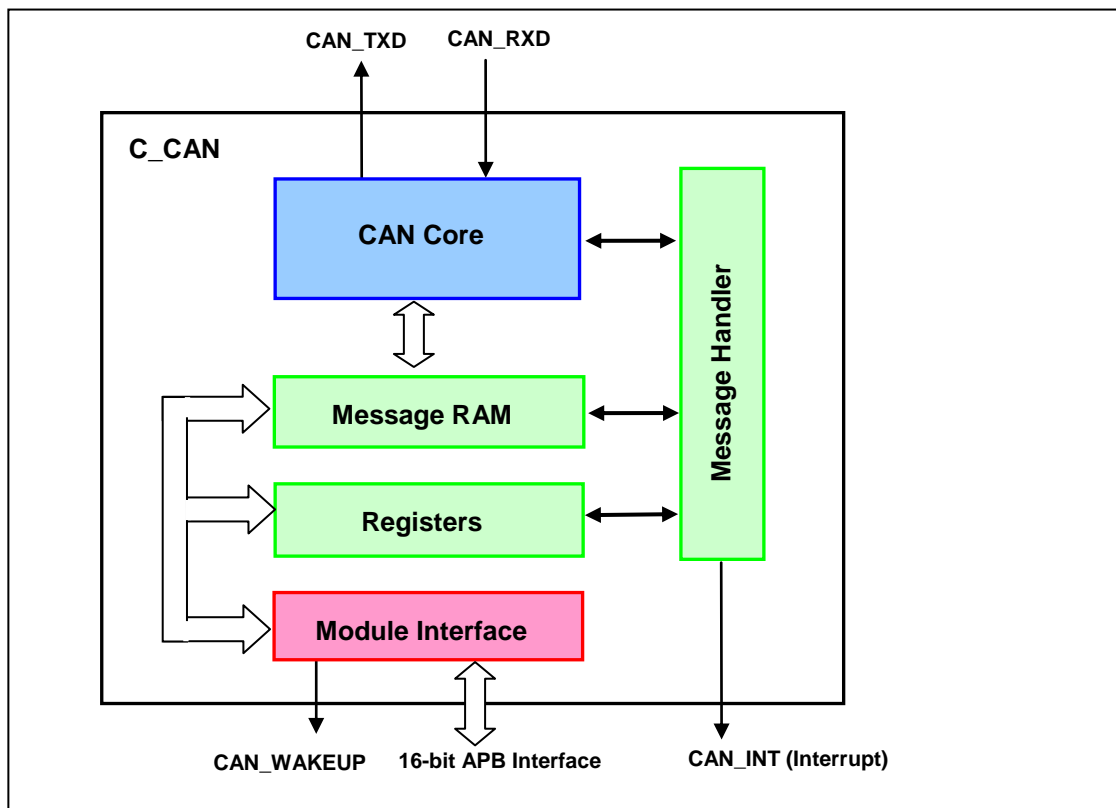 CAN_TXD
CAN_RXD
C_CAN
CAN Core
Message Handler
Message RAM
Registers
Module Interface
CAN_WAKEUP
16-bit APB Interface
CAN_INT (Interrupt)